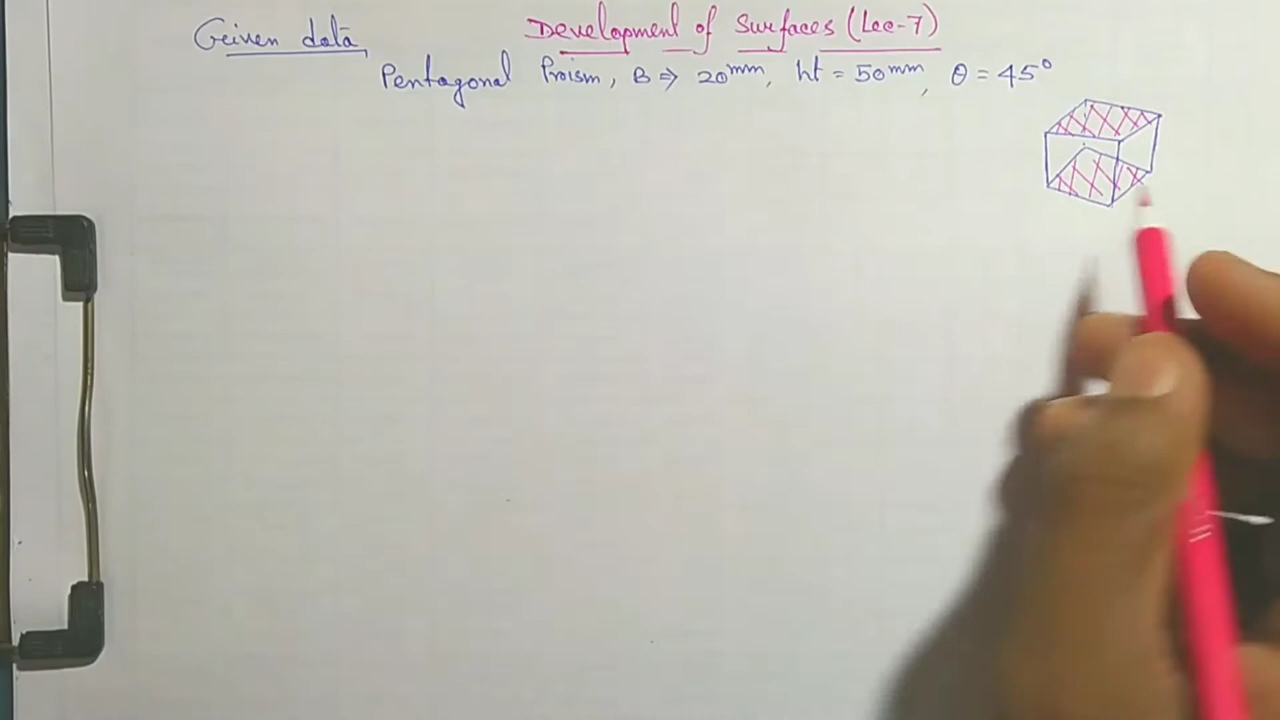 Given data
Development of Surfaces (Lec-7)
Pentagonal Prism, B ⇒ 20mm, ht = 50mm, θ = 45°